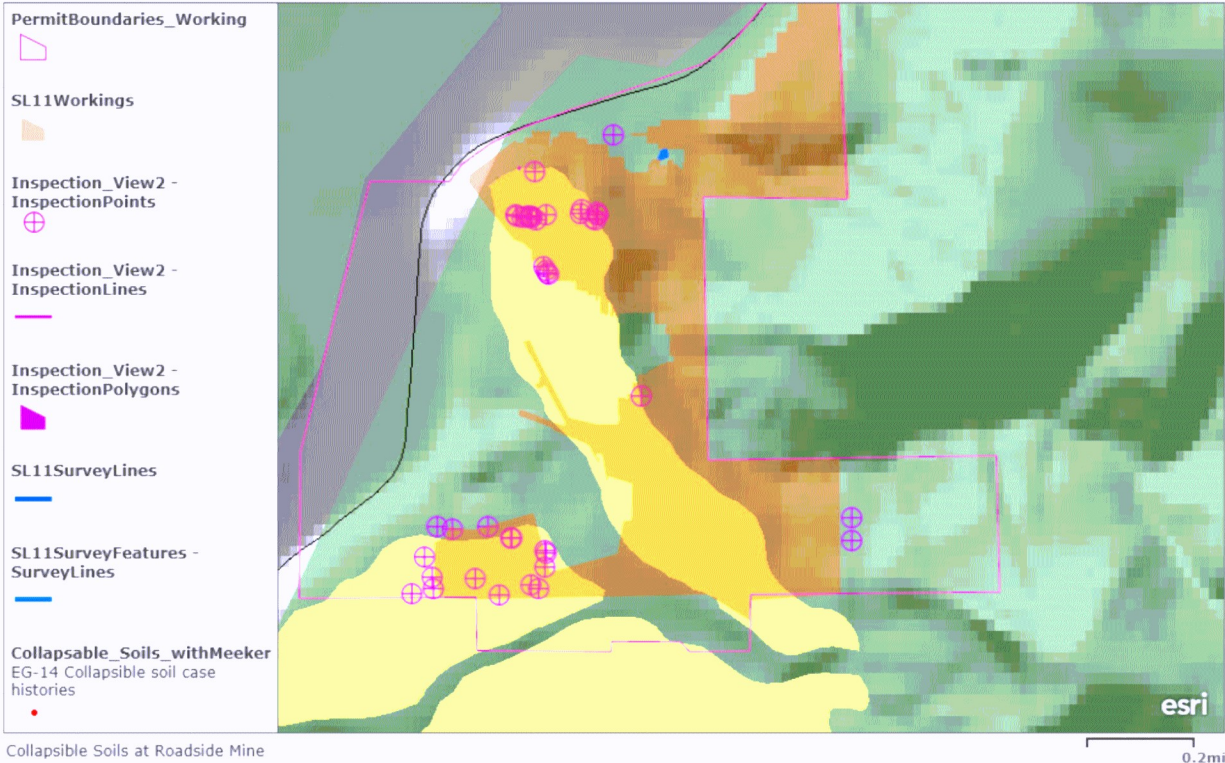 PermitBoundaries_Working
SL11Workings
Inspection_View2 -
InspectionPoints
Inspection_View2 -
InspectionLines
Inspection_View2 -
InspectionPolygons
SL11SurveyLines
SL11SurveyFeatures -
SurveyLines
Collapsable_Soils_withMeeker
EG-14 Collapsible soil case
histories
esri
Collapsible Soils at Roadside Mine
0.2mi